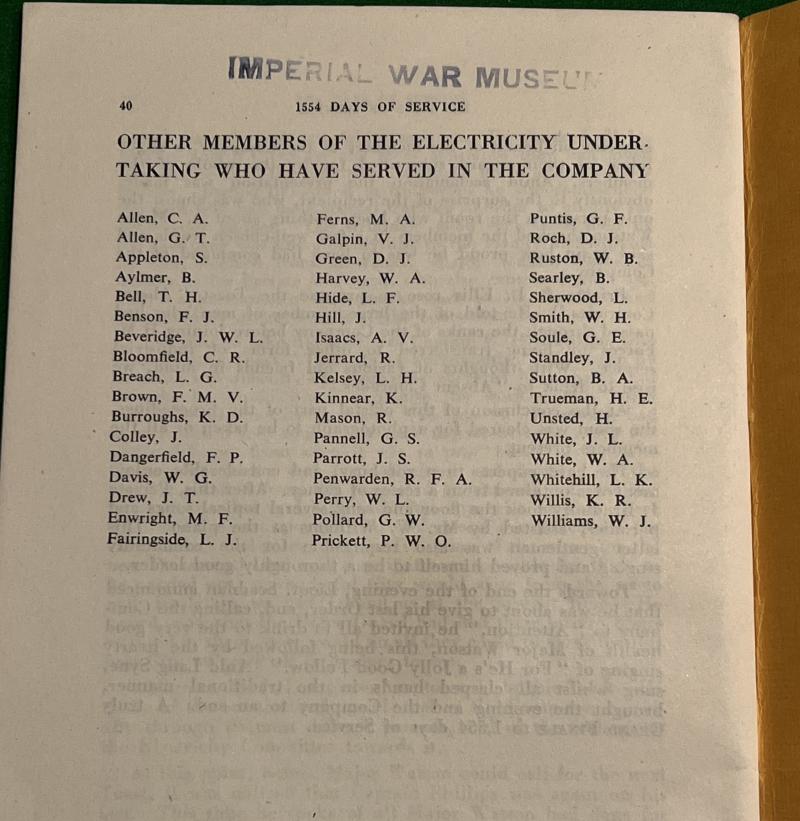 IMPERIAL WAR MUSEUM
40
1554 DAYS OF SERVICE
OTHER MEMBERS OF THE ELECTRICITY UNDER-
TAKING WHO HAVE SERVED IN THE COMPANY
Allen, C. A.
Allen, G. T.
Appleton, S.
Aylmer, B.
Bell, T. H.
Benson, F. J.
Beveridge, J. W. L.
Bloomfield, C. R.
Breach, L. G.
Brown, F. M. V.
Burroughs, K. D.
Colley, J.
Dangerfield, F. P.
Davis, W. G.
Drew, J. T.
Enwright, M. F.
Fairingside, L. J.
Ferns, M. A.
Galpin, V. J.
Green, D. J.
Harvey, W. A.
Hide, L. F.
Hill, J.
Isaacs, A. V.
Jerrard, R.
Kelsey, L. H.
Kinnear, K.
Mason, R.
Pannell, G. S.
Parrott, J. S.
Penwarden, R. F. A.
Perry, W. L.
Pollard, G. W.
Prickett, P. W. O.
Puntis, G. F.
Roch, D. J.
Ruston, W. B.
Searley, B.
Sherwood, L.
Smith, W. H.
Soule, G. E.
Standley, J.
Sutton, B. A.
Trueman, H. E.
Unsted, H.
White, J. L.
White, W. A.
Whitehill, L. K.
Willis, K. R.
Williams, W. J.